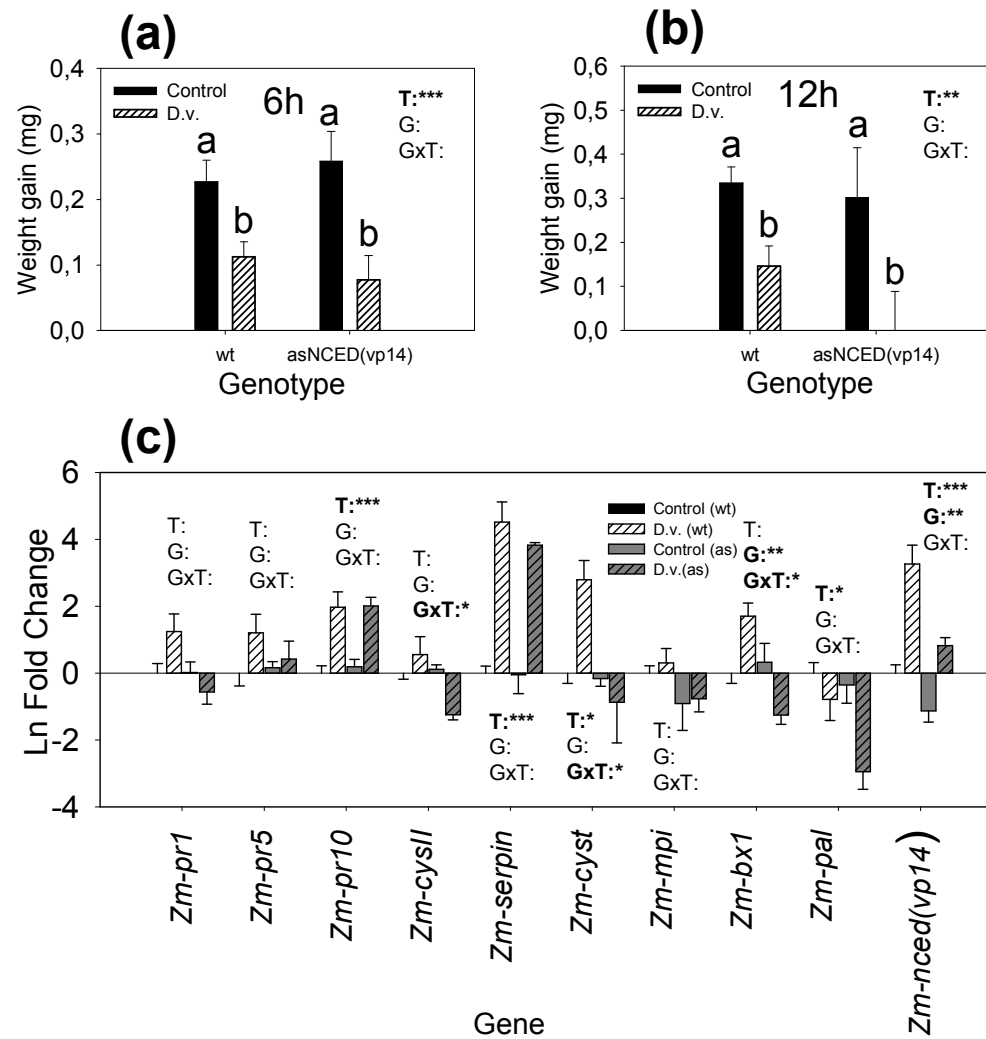 (a)
0,4
0,3
0,2
0,1
0,0
Weight gain (mg)
Control
D.v.
6h
T:***
G:
GxT:
a
b
a
b
wt
asNCED(vp14)
Genotype
(b)
0,6
0,5
0,4
0,3
0,2
0,1
0,0
Weight gain (mg)
Control
D.v.
12h
T:**
G:
GxT:
a
b
a
b
wt
asNCED(vp14)
Genotype
(c)
6
4
2
0
-2
-4
Ln Fold Change
Control (wt)
D.v. (wt)
Control (as)
D.v.(as)
T:
G:
GxT:
T:
G:
GxT:
T:***
G:
GxT:
T:
G:
GxT:*
T:***
G:
GxT:
T:*
G:
GxT:*
T:
G:
GxT:
T:
G:**
GxT:*
T:*
G:
GxT:
T:***
G:**
GxT:
Zm-pr1
Zm-pr5
Zm-pr10
Zm-cysII
Zm-serpin
Zm-cyst
Zm-mpi
Zm-bx1
Zm-pal
Zm-nced(vp14)
Gene